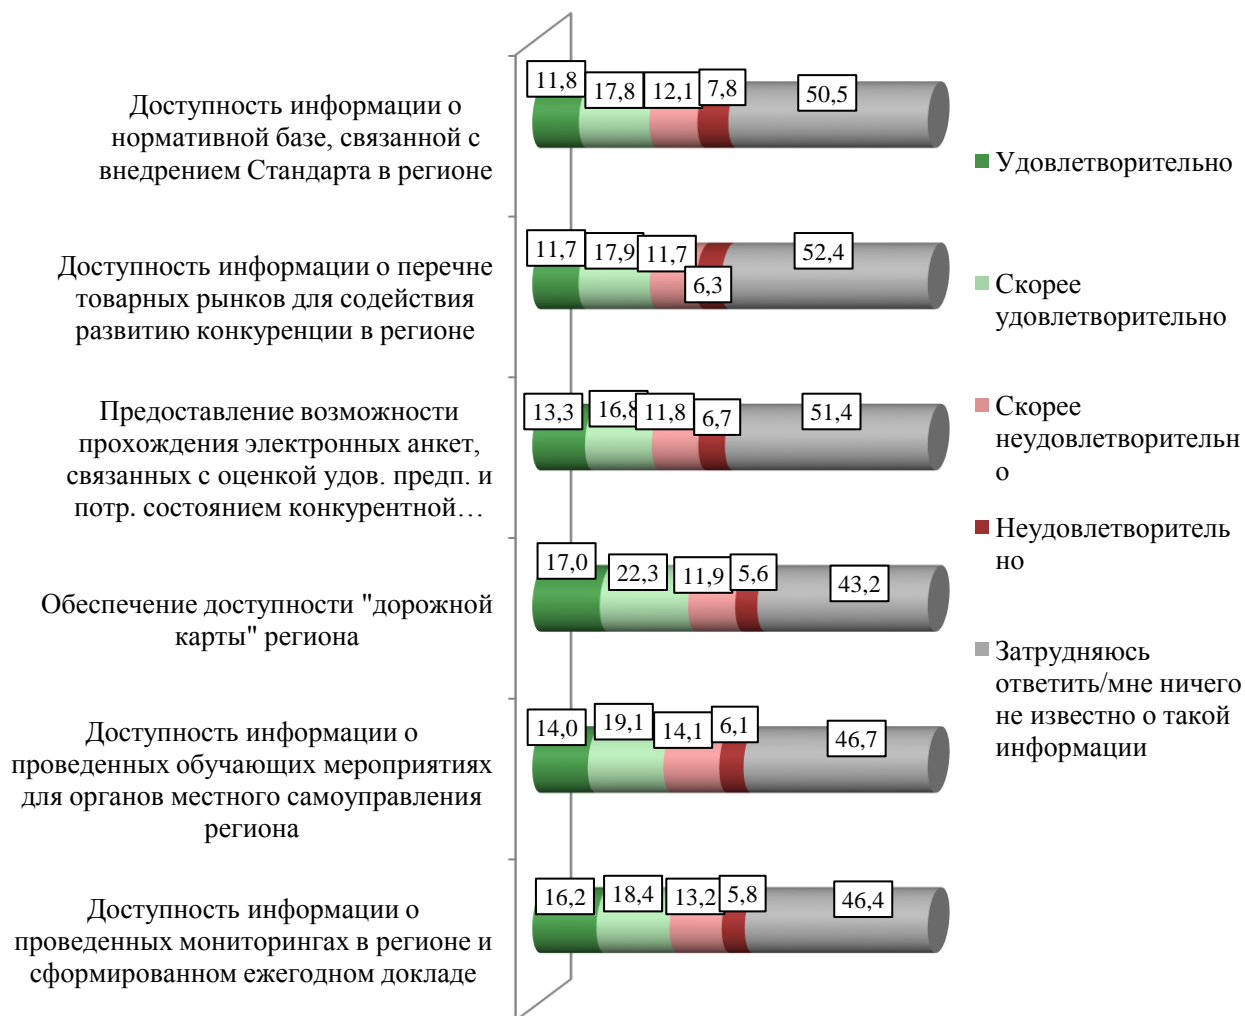 Доступность информации о
нормативной базе, связанной с
внедрением Стандарта в регионе
11,8
17,8
12,1
7,8
50,5
Доступность информации о перечне
товарных рынков для содействия
развитию конкуренции в регионе
11,7
17,9
11,7
6,3
52,4
Предоставление возможности
прохождения электронных анкет,
связанных с оценкой удов. предп. и
потр. состоянием конкурентной…
13,3
16,8
11,8
6,7
51,4
Обеспечение доступности "дорожной
карты" региона
17,0
22,3
11,9
5,6
43,2
Доступность информации о
проведенных обучающих мероприятиях
для органов местного самоуправления
региона
14,0
19,1
14,1
6,1
46,7
Доступность информации о
проведенных мониторингах в регионе и
сформированном ежегодном докладе
16,2
18,4
13,2
5,8
46,4
Удовлетворительно
Скорее
удовлетворительно
Скорее
неудовлетворительн
о
Неудовлетворитель
но
Затрудняюсь
ответить/мне ничего
не известно о такой
информации